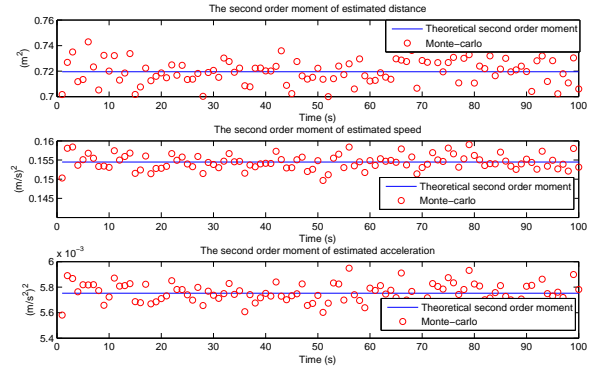 The second order moment of estimated distance
0.76
0.74
0.72
0.7
(m²)
0 10 20 30 40 50 60 70 80 90 100
Time (s)
Theoretical second order moment
Monte−carlo
The second order moment of estimated speed
0.16
0.155
0.15
0.145
(m/s)²
0 10 20 30 40 50 60 70 80 90 100
Time (s)
Theoretical second order moment
Monte−carlo
The second order moment of estimated acceleration
x 10⁻³
6
5.8
5.6
5.4
(m/s²)²
0 10 20 30 40 50 60 70 80 90 100
Time (s)
Theoretical second order moment
Monte−carlo